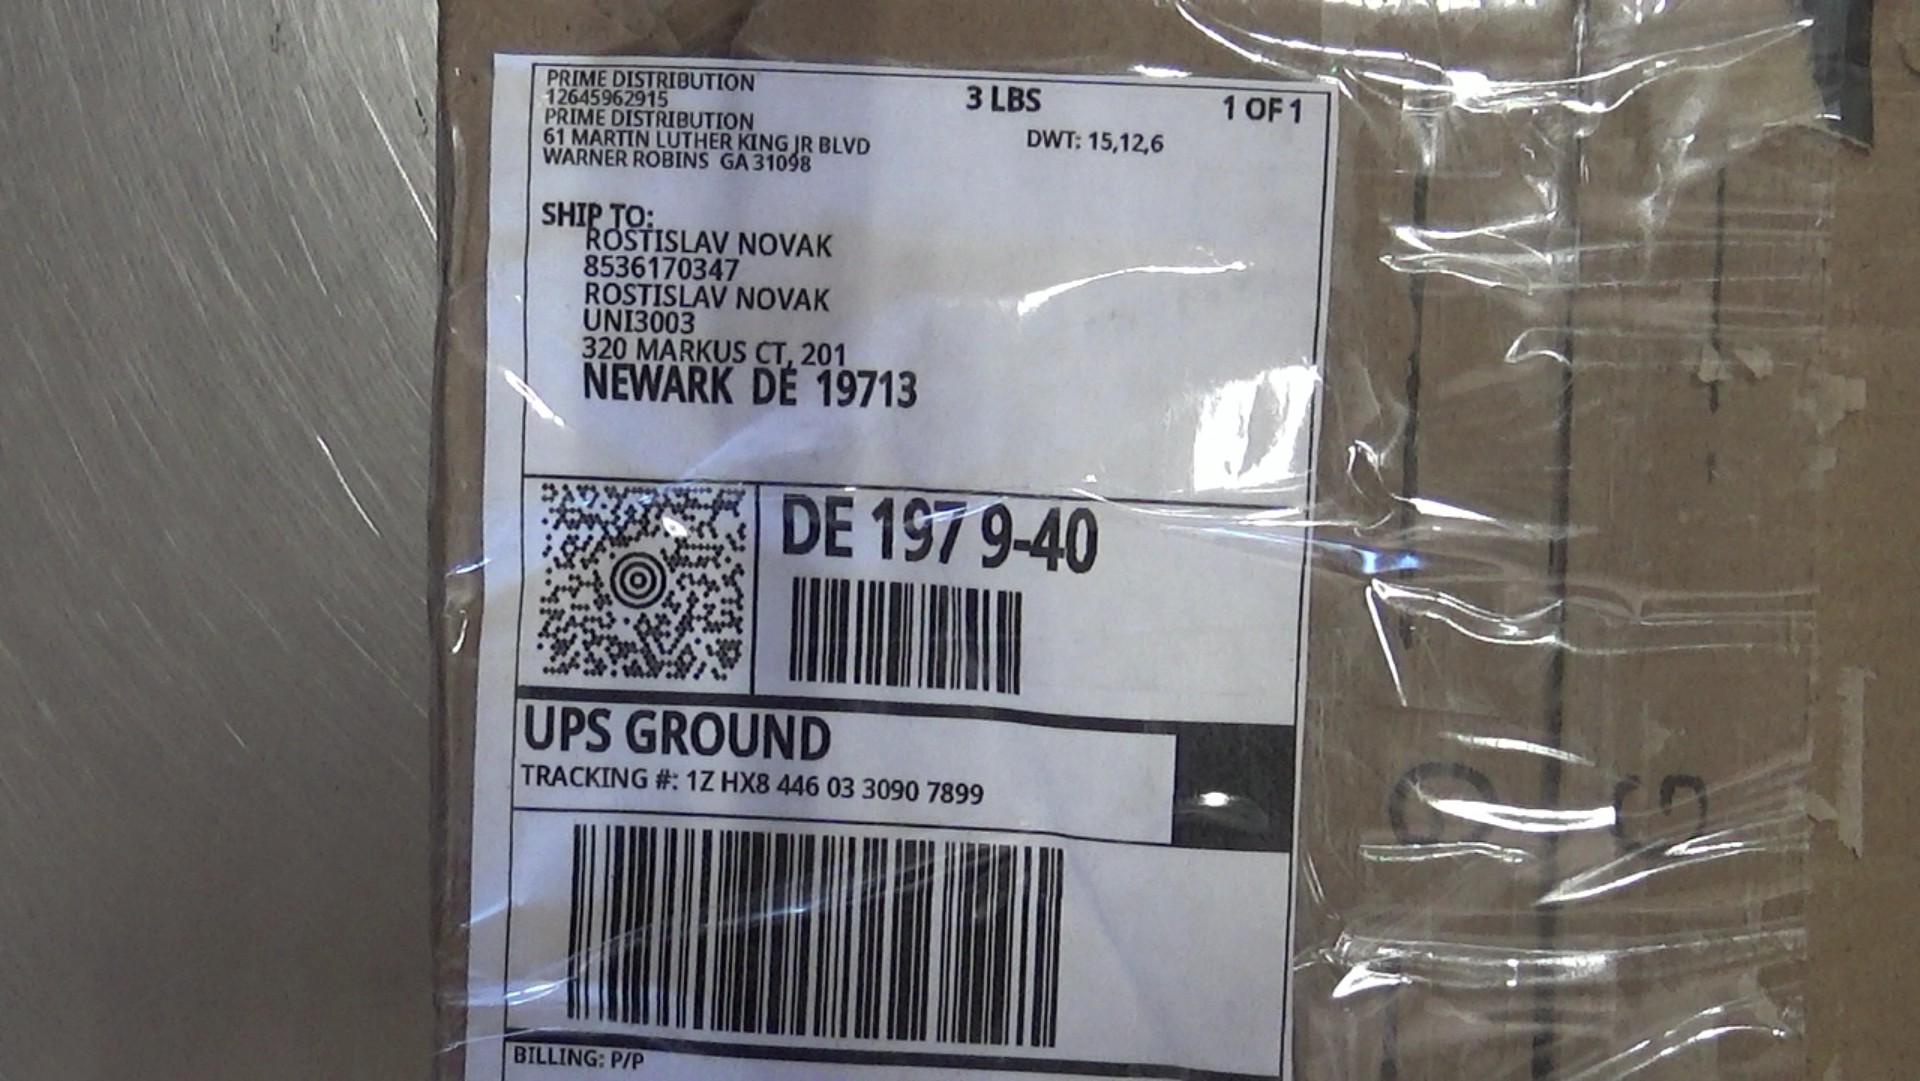 PRIME DISTRIBUTION
12645962915
PRIME DISTRIBUTION
61 MARTIN LUTHER KING JR BLVD
WARNER ROBINS GA 31098
3 LBS
1 OF 1
DWT: 15,12,6
SHIP TO:
ROSTISLAV NOVAK
8536170347
ROSTISLAV NOVAK
UNI3003
320 MARKUS CT, 201
NEWARK DE 19713
DE 197 9-40
UPS GROUND
TRACKING #: 1Z HX8 446 03 3090 7899
BILLING: P/P